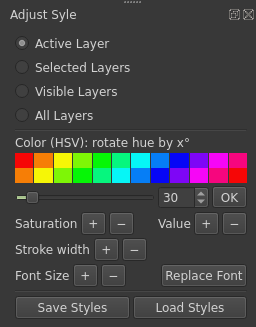 Adjust Syle
Active Layer
Selected Layers
Visible Layers
All Layers
Color (HSV): rotate hue by x°
30 OK
Saturation + − Value + −
Stroke width + −
Font Size + − Replace Font
Save Styles Load Styles